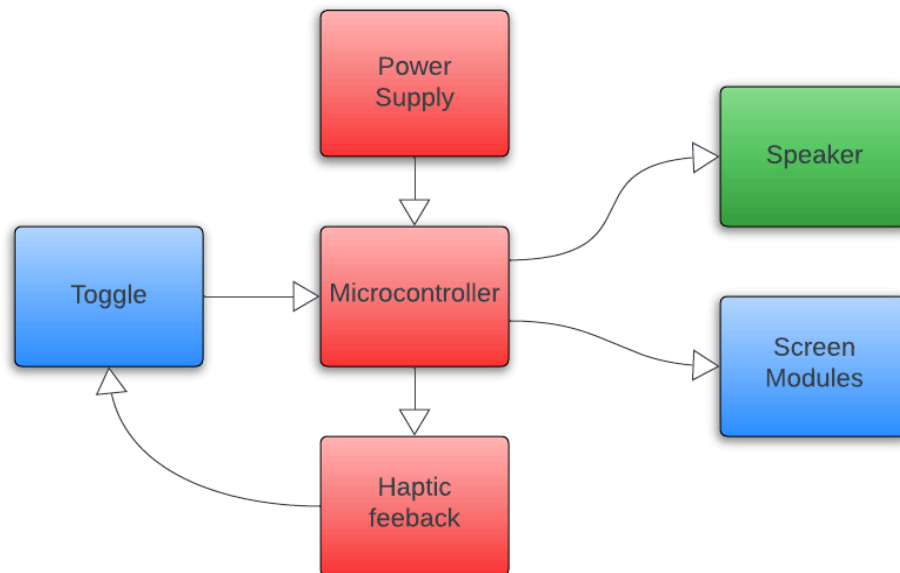 Power
Supply
Speaker
Toggle
Microcontroller
Screen
Modules
Haptic
feeback